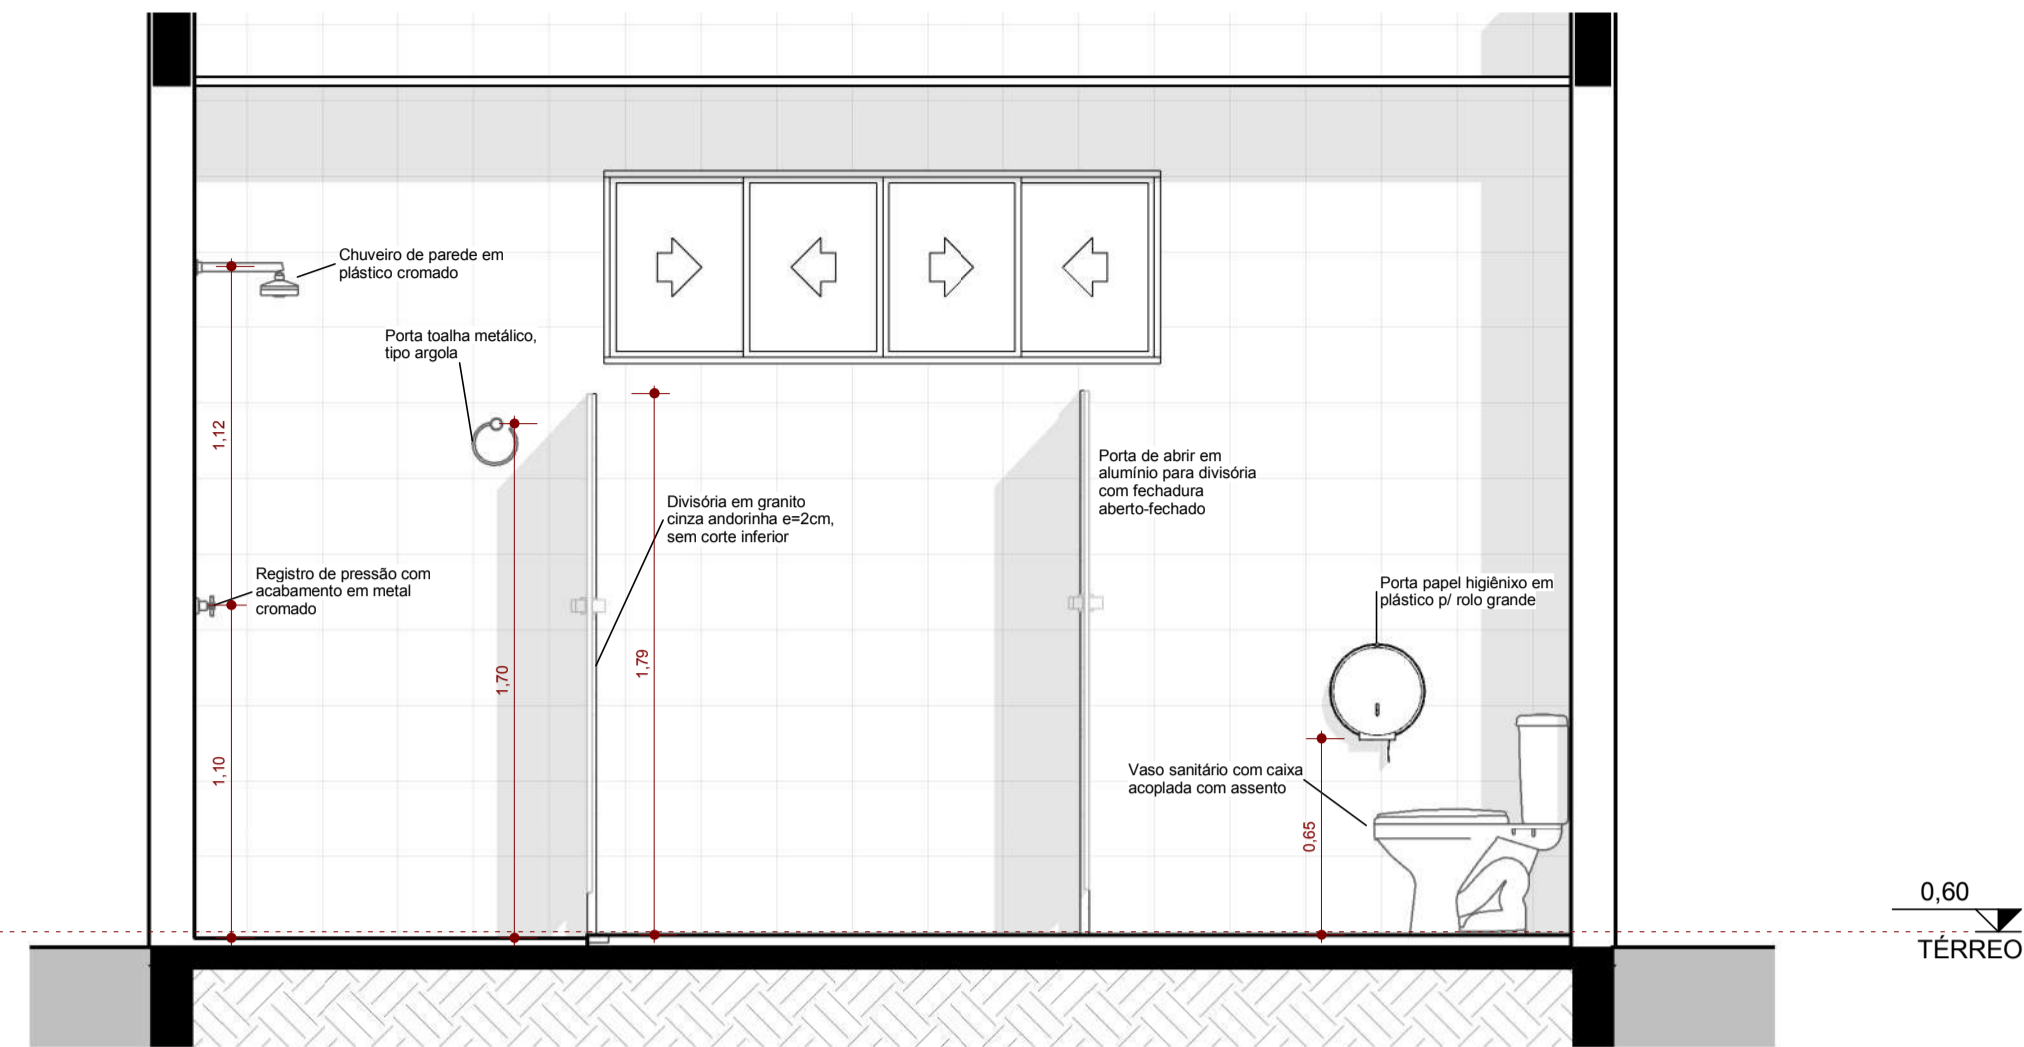 Chuveiro de parede em
plástico cromado
Porta toalha metálico,
tipo argola
1,12
Porta de abrir em
alumínio para divisória
com fechadura
aberto-fechado
Divisória em granito
cinza andorinha e=2cm,
sem corte inferior
Registro de pressão com
acabamento em metal
cromado
Porta papel higiênixo em
plástico p/ rolo grande
1,70
1,79
1,10
Vaso sanitário com caixa
acoplada com assento
0,65
0,60
TÉRREO